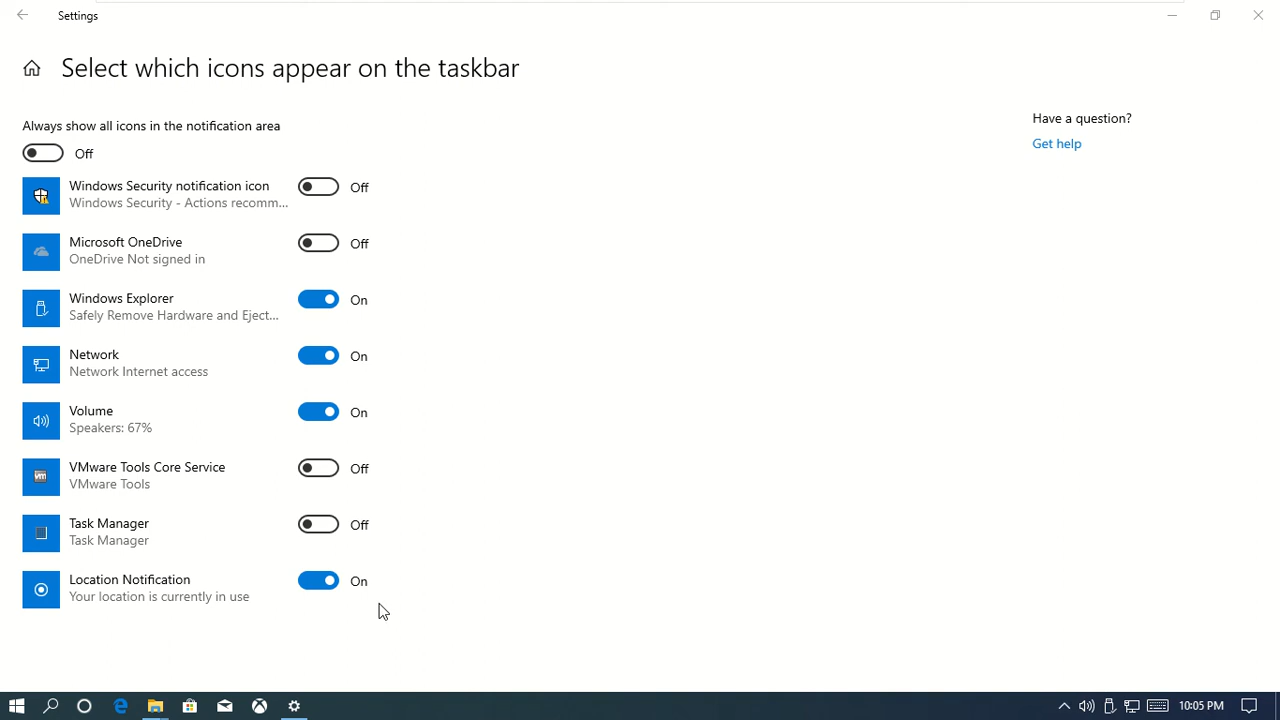 Settings
Select which icons appear on the taskbar
Always show all icons in the notification area
Off
Have a question?
Get help
Windows Security notification icon
Windows Security - Actions recomm...
Off
Microsoft OneDrive
OneDrive Not signed in
Off
Windows Explorer
Safely Remove Hardware and Eject...
On
Network
Network Internet access
On
Volume
Speakers: 67%
On
VMware Tools Core Service
VMware Tools
Off
vm
Task Manager
Task Manager
Off
Location Notification
Your location is currently in use
On
10:05 PM